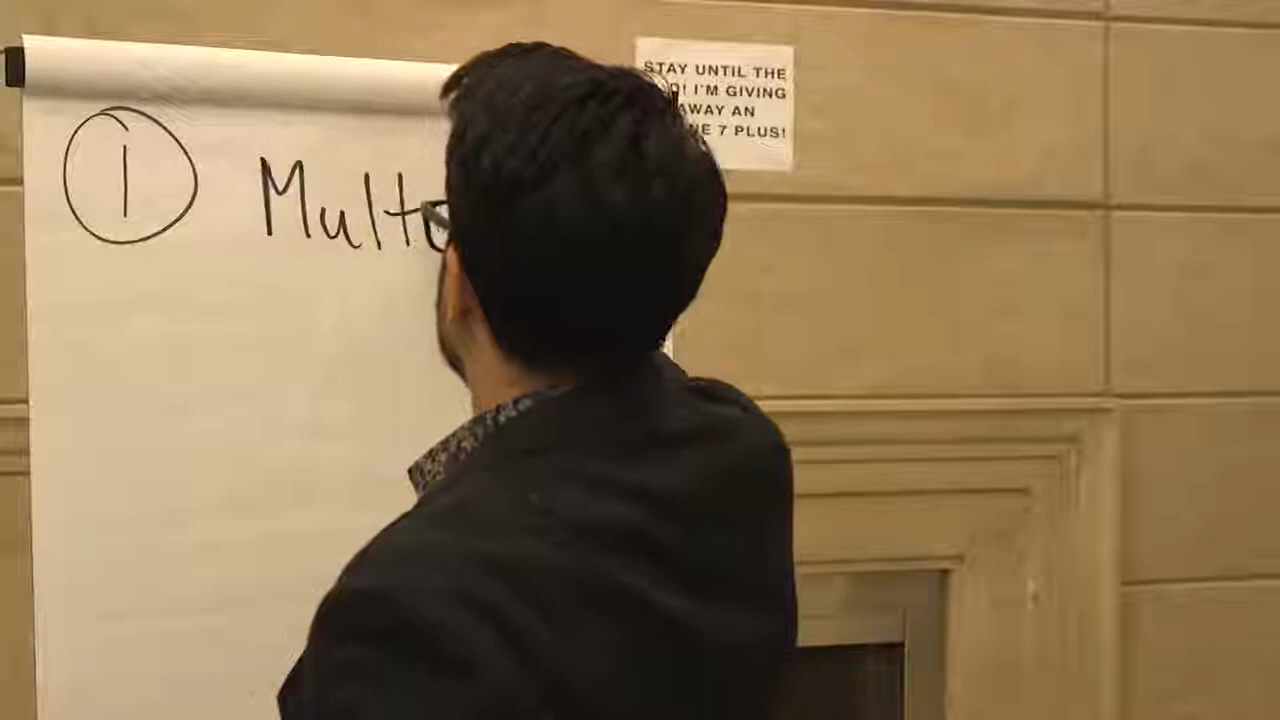 ① Mult
STAY UNTIL THE
I'M GIVING
AWAY AN
7 PLUS!